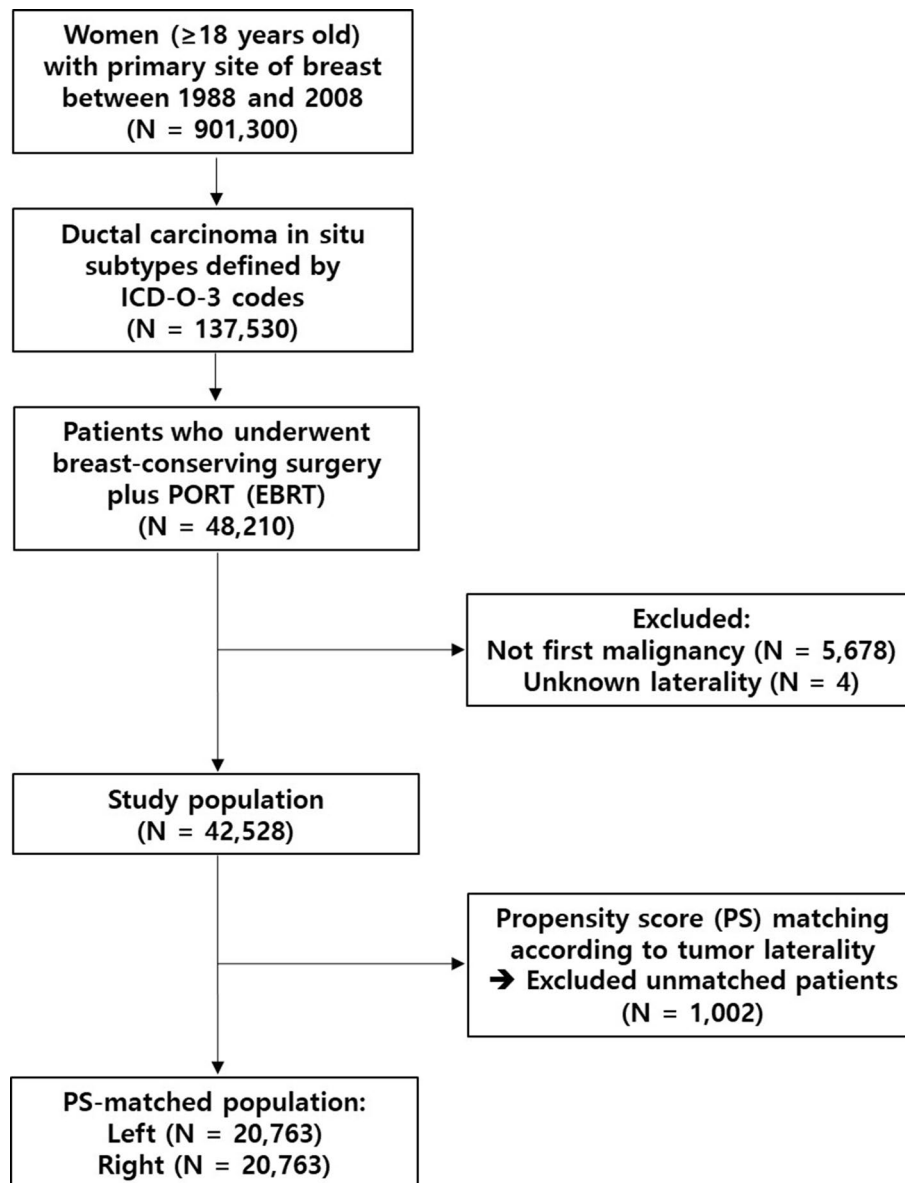 Women (≥18 years old)
with primary site of breast
between 1988 and 2008
(N = 901,300)
Ductal carcinoma in situ
subtypes defined by
ICD-O-3 codes
(N = 137,530)
Patients who underwent
breast-conserving surgery
plus PORT (EBRT)
(N = 48,210)
Excluded:
Not first malignancy (N = 5,678)
Unknown laterality (N = 4)
Study population
(N = 42,528)
Propensity score (PS) matching
according to tumor laterality
➔ Excluded unmatched patients
(N = 1,002)
PS-matched population:
Left (N = 20,763)
Right (N = 20,763)